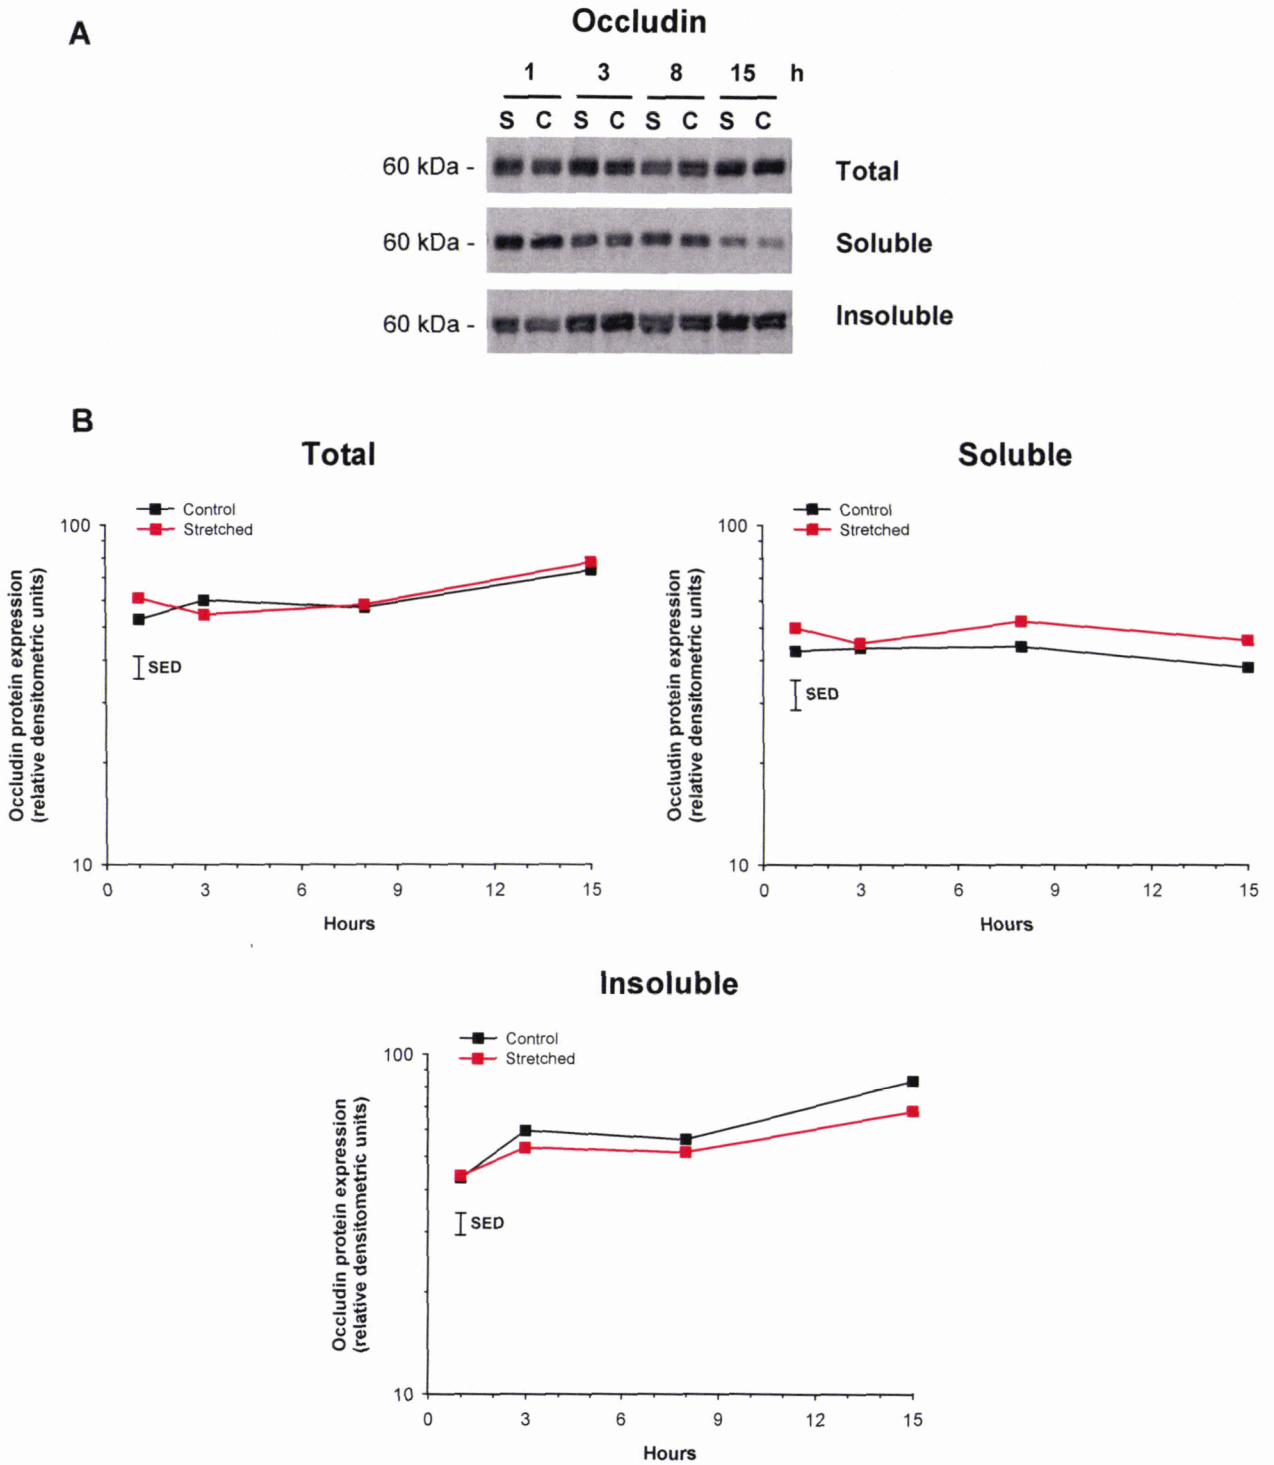 A
Occludin
1 3 8 15 h
S C S C S C S C
60 kDa - Total
60 kDa - Soluble
60 kDa - Insoluble
B
Total
Control
Stretched
100
10
SED
Occludin protein expression
(relative densitometric units)
0 3 6 9 12 15
Hours
Soluble
Control
Stretched
100
10
SED
Occludin protein expression
(relative densitometric units)
0 3 6 9 12 15
Hours
Insoluble
Control
Stretched
100
10
SED
Occludin protein expression
(relative densitometric units)
0 3 6 9 12 15
Hours